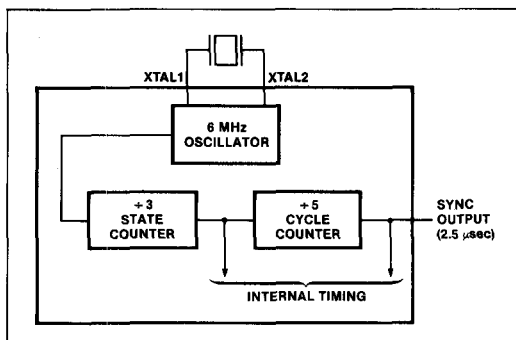 XTAL1
XTAL2
6 MHz
OSCILLATOR
÷3
STATE
COUNTER
÷5
CYCLE
COUNTER
SYNC
OUTPUT
(2.5 μsec)
INTERNAL TIMING